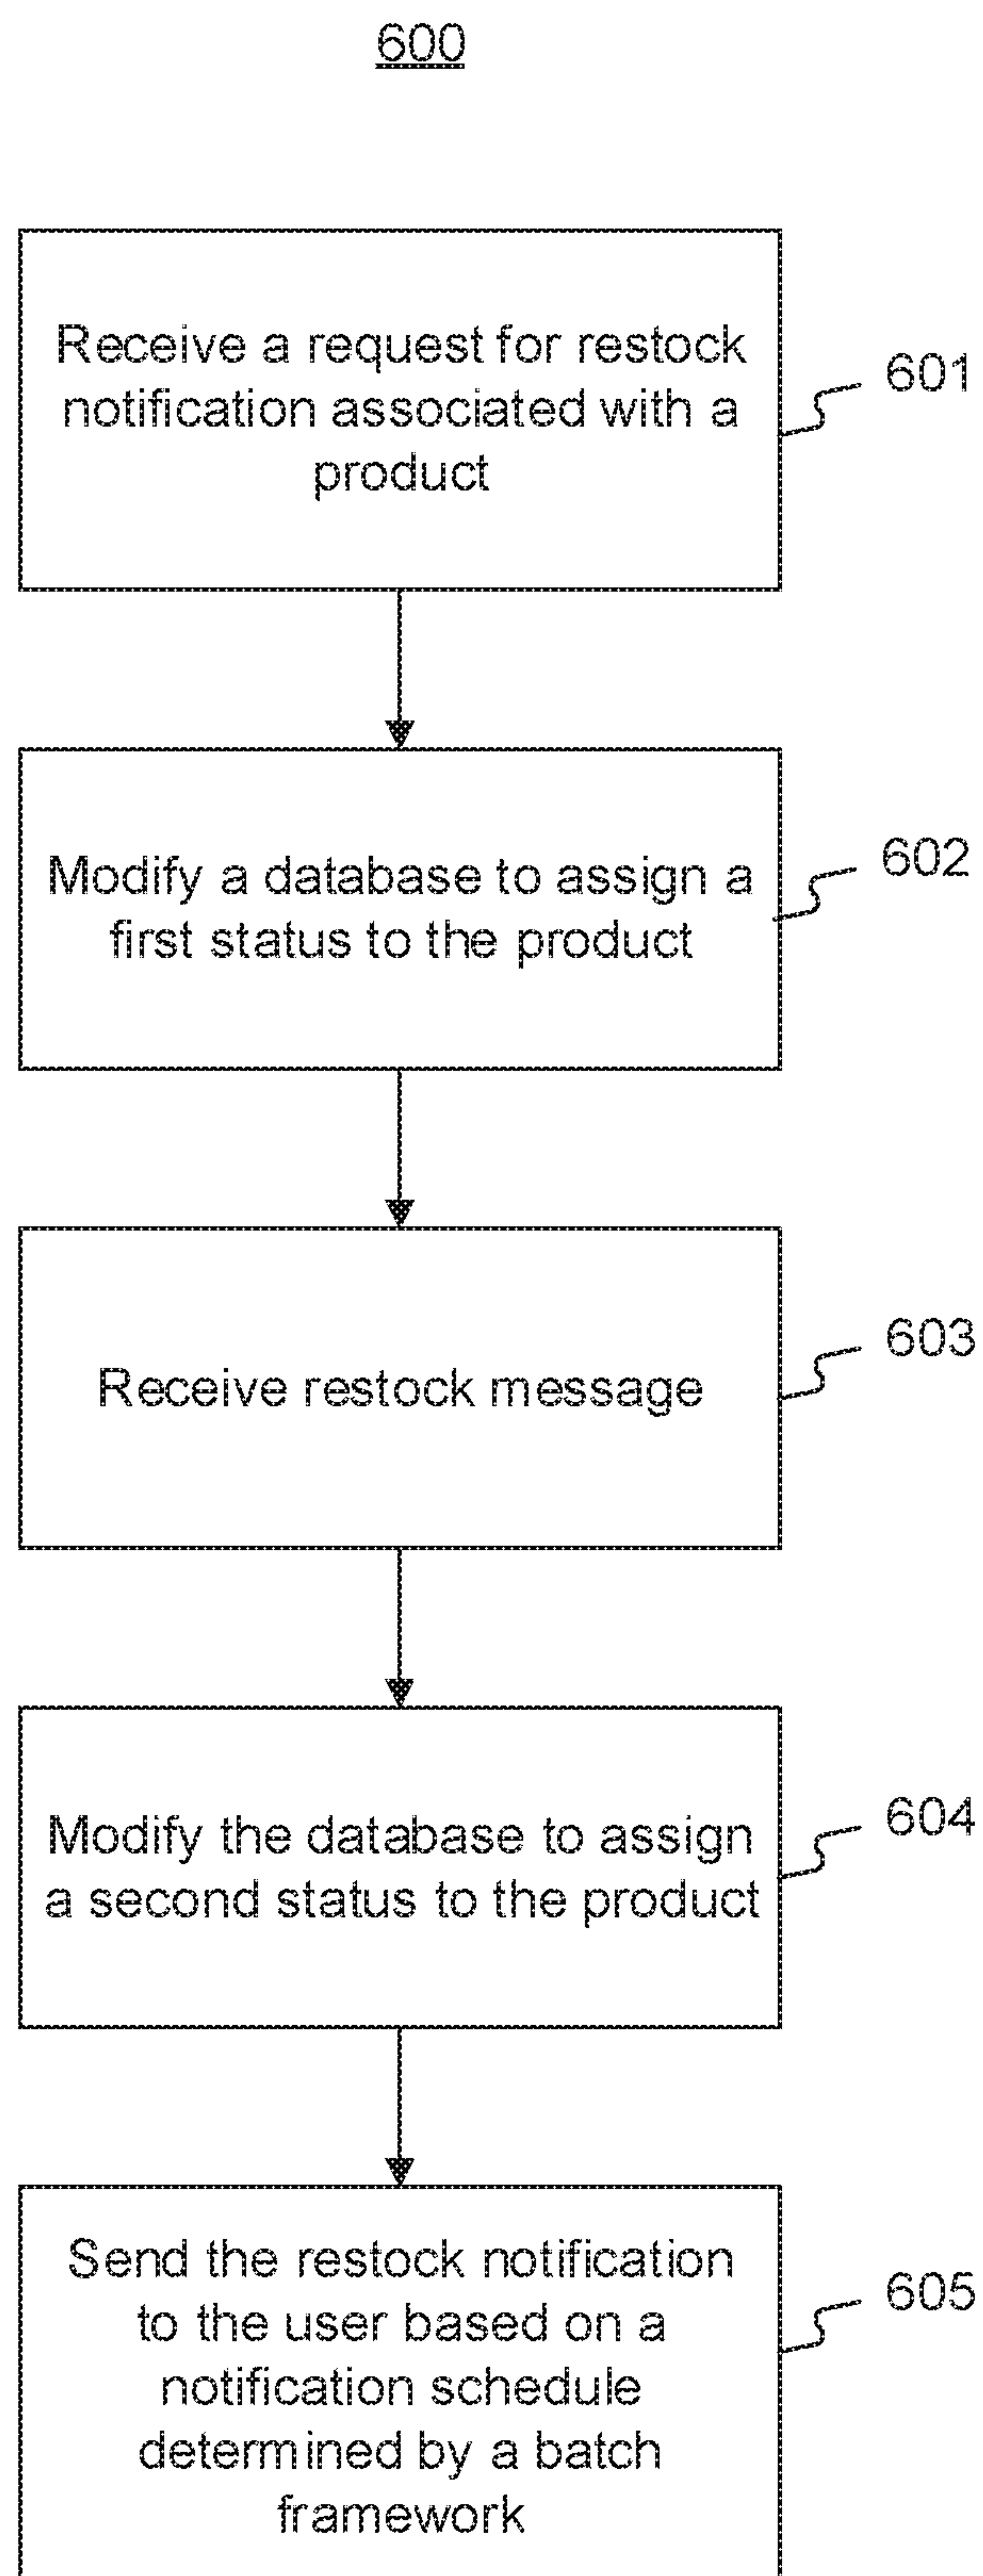 600
Receive a request for restock
notification associated with a
product
601
Modify a database to assign a
first status to the product
602
Receive restock message
603
Modify the database to assign
a second status to the product
604
Send the restock notification
to the user based on a
notification schedule
determined by a batch
framework
605